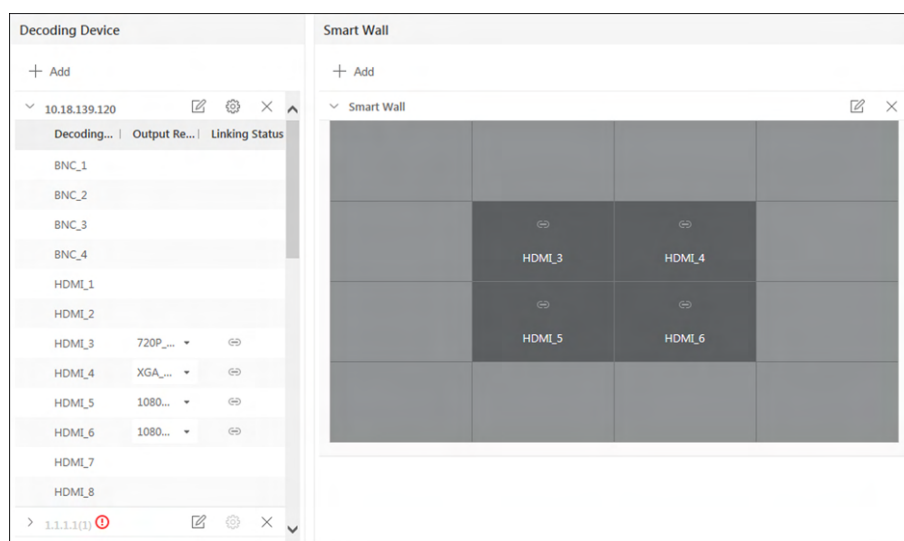 Decoding Device
Add
10.18.139.120
Decoding... Output Re... Linking Status
BNC_1
BNC_2
BNC_3
BNC_4
HDMI_1
HDMI_2
HDMI_3 720P_...
HDMI_4 XGA_...
HDMI_5 1080...
HDMI_6 1080...
HDMI_7
HDMI_8
1.1.1.1(1)
Smart Wall
Add
Smart Wall
HDMI_3 HDMI_4
HDMI_5 HDMI_6